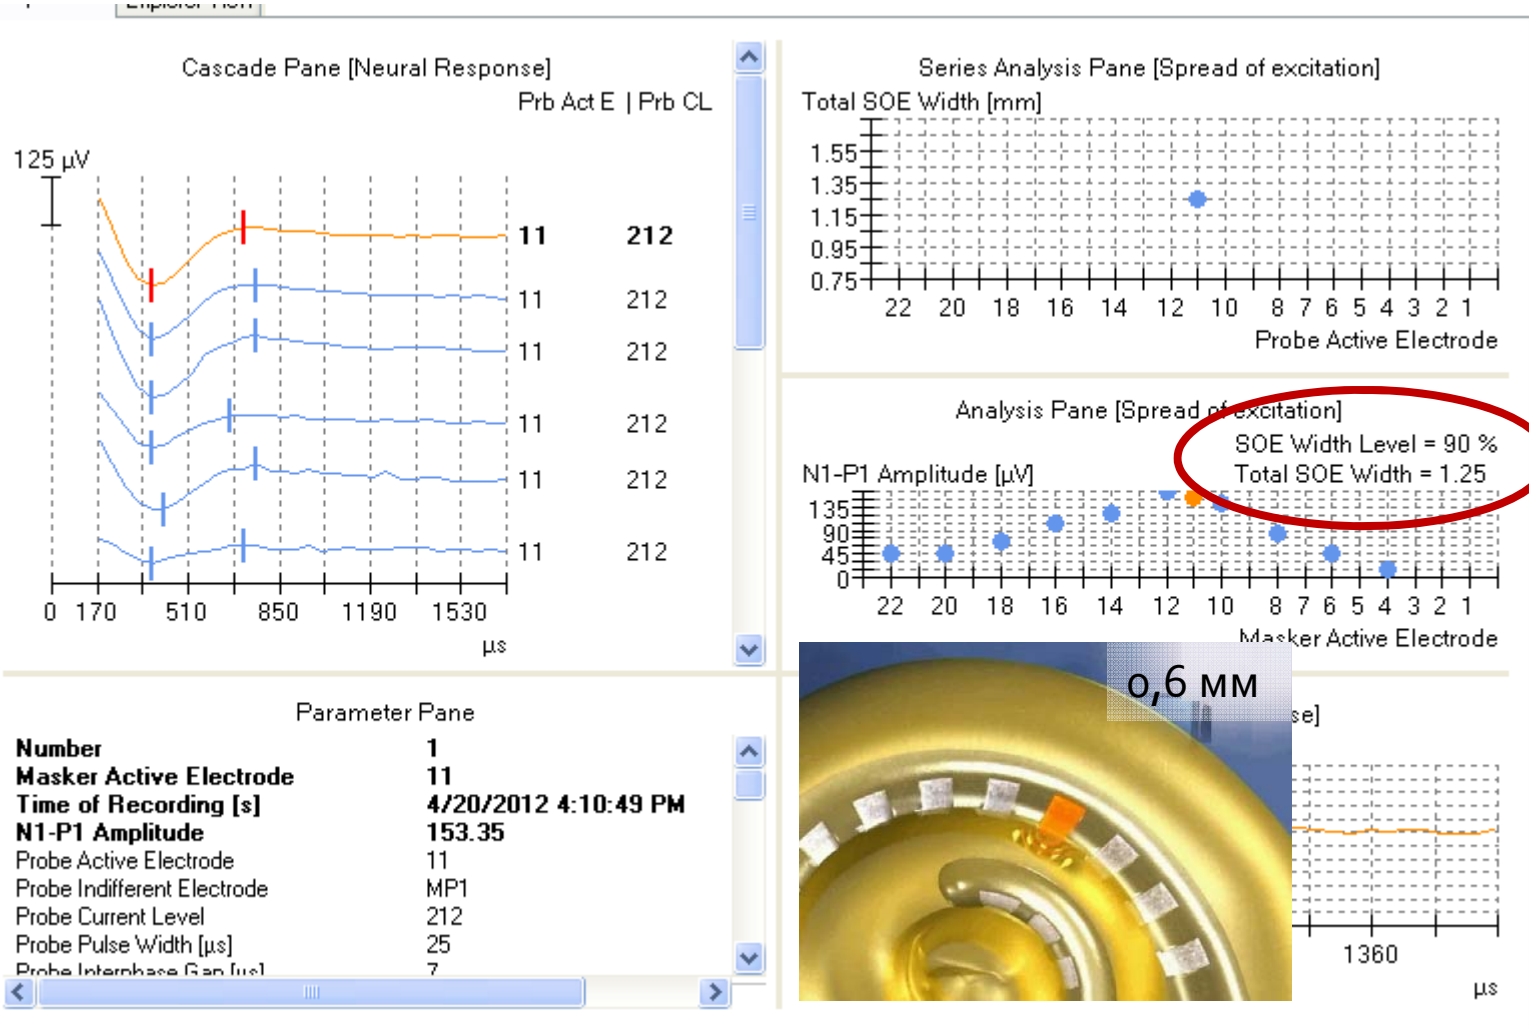 Explorer View
Cascade Pane [Neural Response]
Prb Act E | Prb CL
125 µV
11 212
11 212
11 212
11 212
11 212
11 212
0 170 510 850 1190 1530
µs
Series Analysis Pane [Spread of excitation]
Total SOE Width [mm]
1.55
1.35
1.15
0.95
0.75
22 20 18 16 14 12 10 8 7 6 5 4 3 2 1
Probe Active Electrode
Analysis Pane [Spread of excitation]
SOE Width Level = 90 %
Total SOE Width = 1.25
N1-P1 Amplitude [µV]
135
90
45
0
22 20 18 16 14 12 10 8 7 6 5 4 3 2 1
Masker Active Electrode
Parameter Pane
Number 1
Masker Active Electrode 11
Time of Recording [s] 4/20/2012 4:10:49 PM
N1-P1 Amplitude 153.35
Probe Active Electrode 11
Probe Indifferent Electrode MP1
Probe Current Level 212
Probe Pulse Width [µs] 25
Probe Interphase Gap [µs] 7
0,6 мм
se]
1360
µs